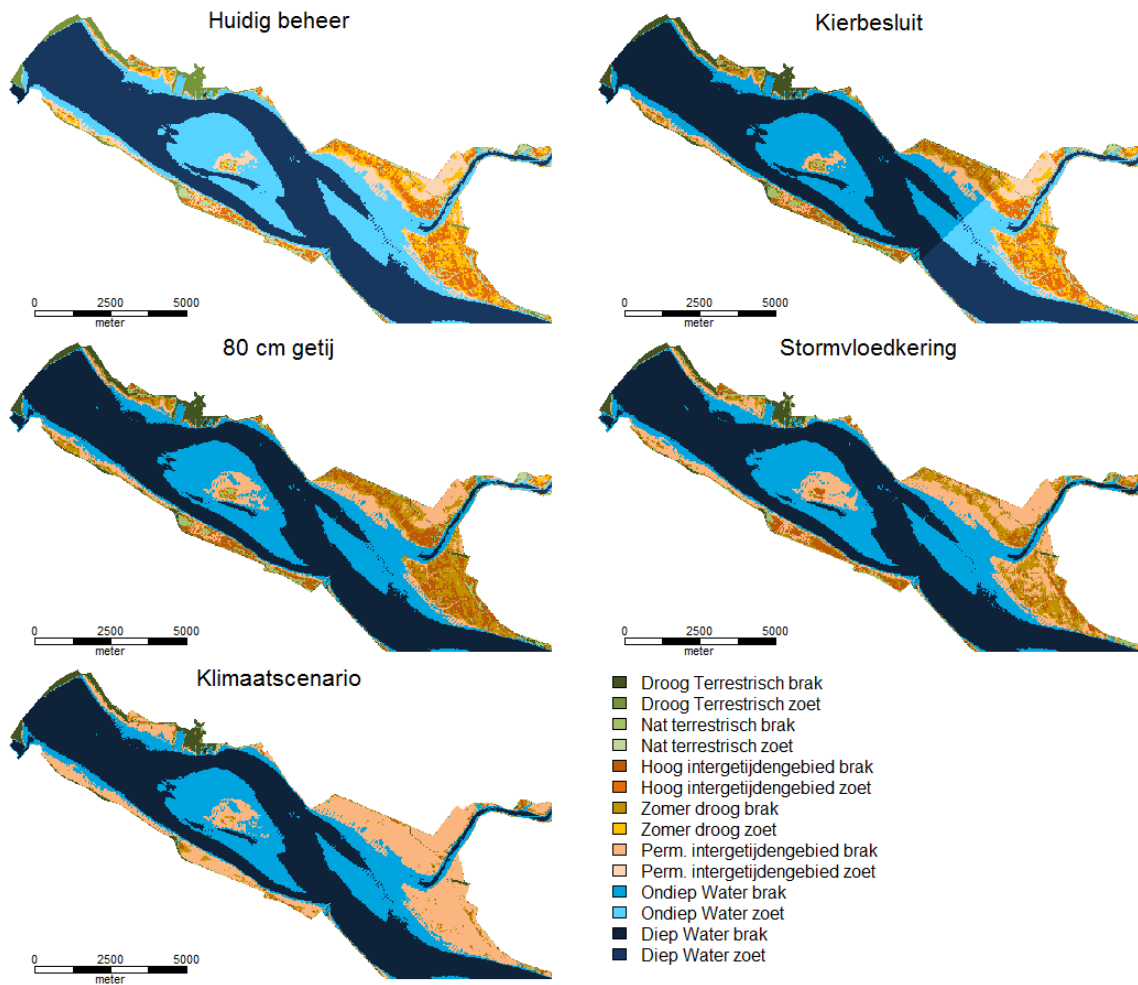 Huidig beheer
Kierbesluit
0 2500 5000
meter
0 2500 5000
meter
80 cm getij
Stormvloedkering
0 2500 5000
meter
0 2500 5000
meter
Klimaatscenario
0 2500 5000
meter
Droog Terrestrisch brak
Droog Terrestrisch zoet
Nat terrestrisch brak
Nat terrestrisch zoet
Hoog intergetijdengebied brak
Hoog intergetijdengebied zoet
Zomer droog brak
Zomer droog zoet
Perm. intergetijdengebied brak
Perm. intergetijdengebied zoet
Ondiep Water brak
Ondiep Water zoet
Diep Water brak
Diep Water zoet